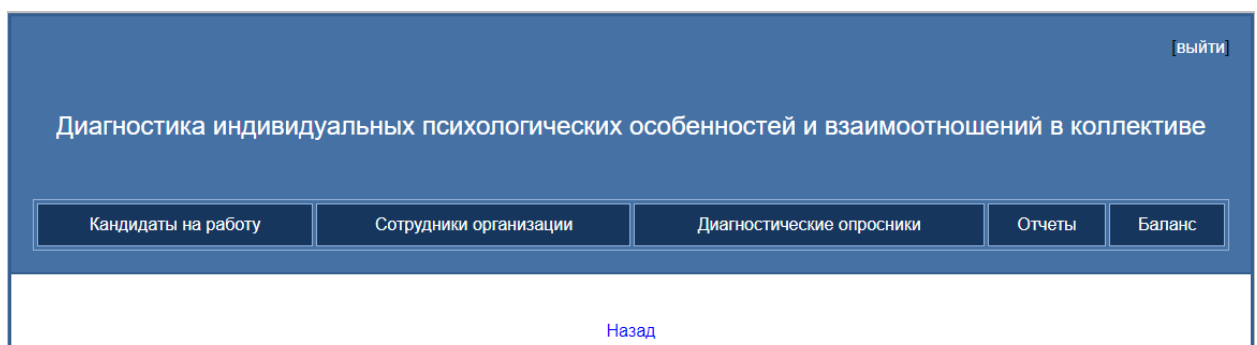 [выйти]
Диагностика индивидуальных психологических особенностей и взаимоотношений в коллективе
Кандидаты на работу Сотрудники организации Диагностические опросники Отчеты Баланс
Назад